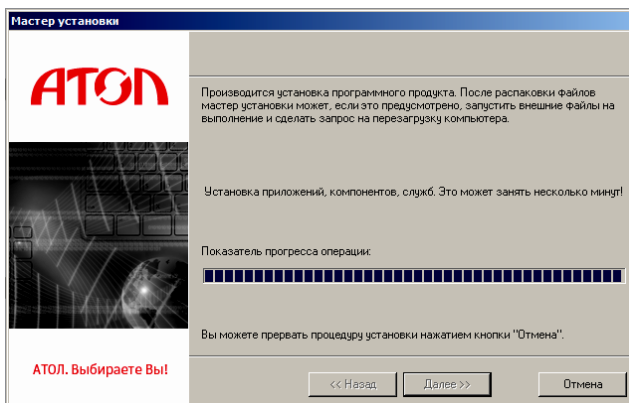 Мастер установки
АТОЛ
Производится установка программного продукта. После распаковки файлов
мастер установки может, если это предусмотрено, запустить внешние файлы на
выполнение и сделать запрос на перезагрузку компьютера.
Установка приложений, компонентов, служб. Это может занять несколько минут!
Показатель прогресса операции:
Вы можете прервать процедуру установки нажатием кнопки "Отмена".
АТОЛ. Выбираете Вы!
<< Назад
Далее >>
Отмена